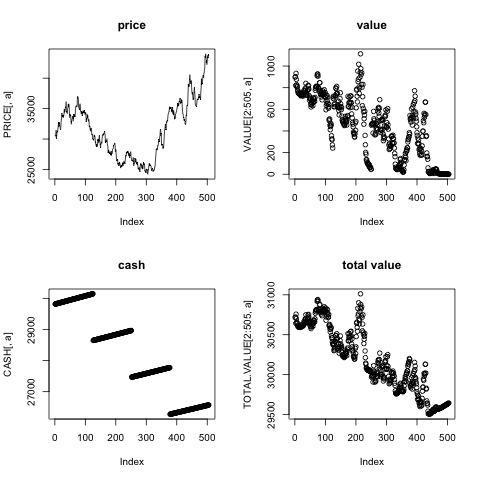 price
value
PRICE[, a]
25000
35000
0 100 200 300 400 500
Index
VALUE[2:505, a]
0 200 600 1000
0 100 200 300 400 500
Index
cash
total value
CASH[, a]
27000
29000
0 100 200 300 400 500
Index
TOTAL.VALUE[2:505, a]
29500 30000 30500 31000
0 100 200 300 400 500
Index